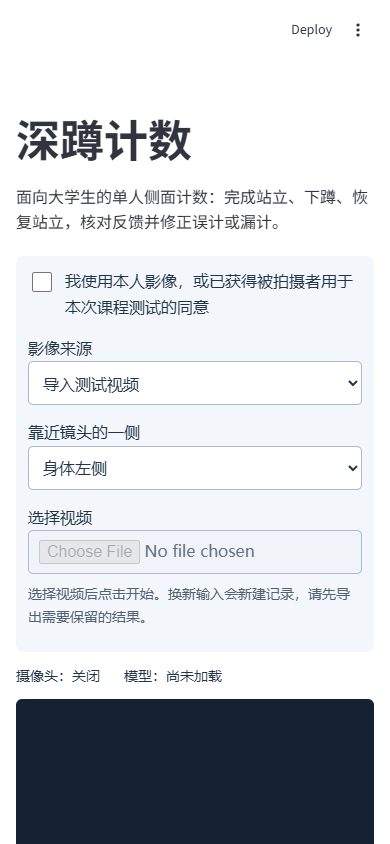 Deploy
深蹲计数
面向大学生的单人侧面计数：完成站立、下蹲、恢
复站立，核对反馈并修正误计或漏计。
我使用本人影像，或已获得被拍摄者用于
本次课程测试的同意
影像来源
导入测试视频
靠近镜头的一侧
身体左侧
选择视频
Choose File No file chosen
选择视频后点击开始。换新输入会新建记录，请先导
出需要保留的结果。
摄像头：关闭 模型：尚未加载